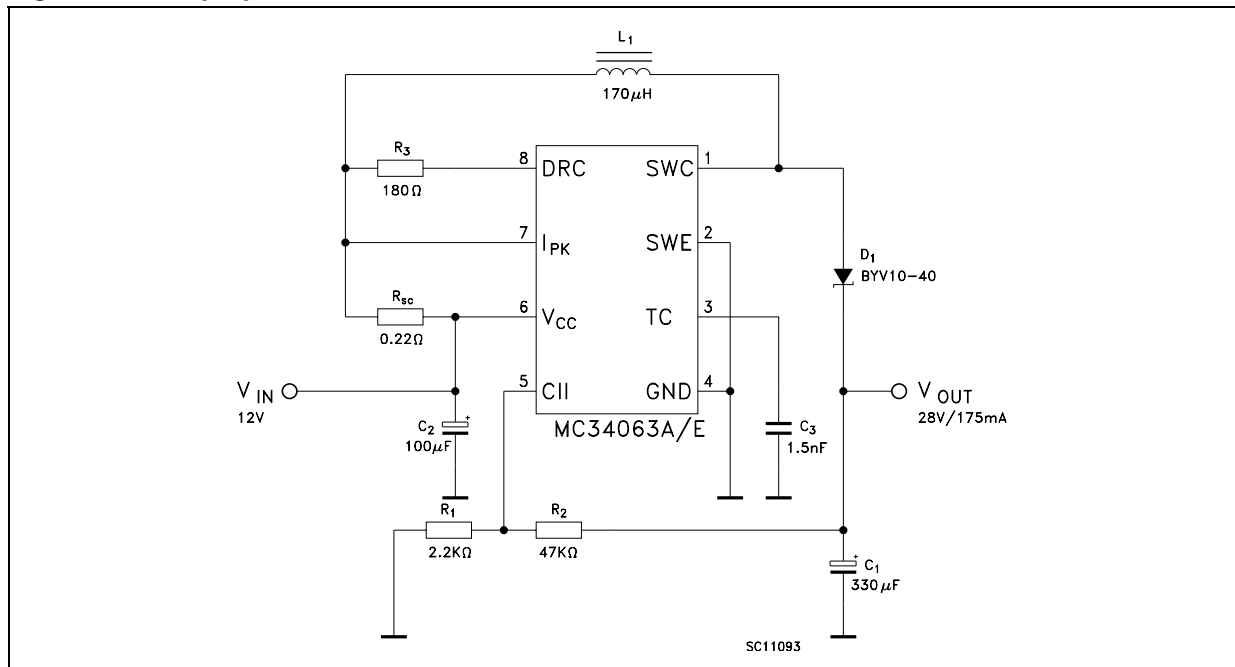 L1
170µH
R3
180Ω
8 DRC SWC 1
7 IPK SWE 2
D1
BYV10-40
Rsc
0.22Ω
6 VCC TC 3
VIN
12V
5 CII GND 4
VOUT
28V/175mA
C2
+
100µF
MC34063A/E
C3
1.5nF
R1
2.2KΩ
R2
47KΩ
C1
+
330µF
SC11093